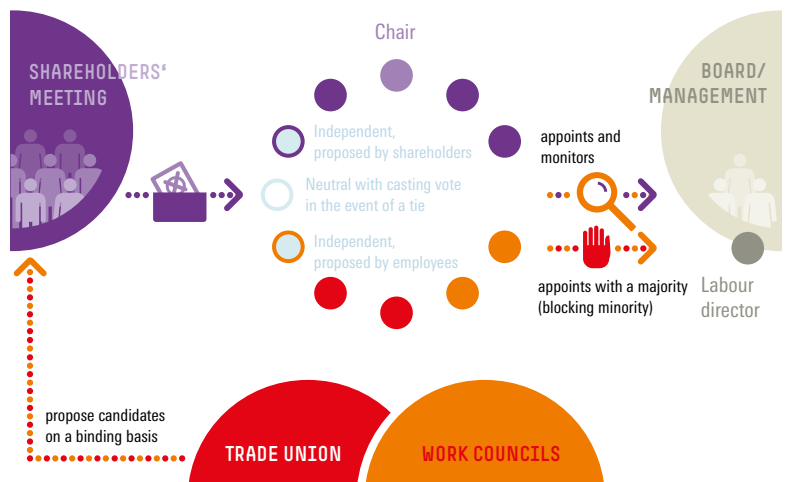 Chair
SHAREHOLDERS‘
MEETING
BOARD/
MANAGEMENT
Independent,
proposed by shareholders
appoints and
monitors
Neutral with casting vote
in the event of a tie
Independent,
proposed by employees
appoints with a majority
(blocking minority)
Labour
director
propose candidates
on a binding basis
TRADE UNION
WORK COUNCILS